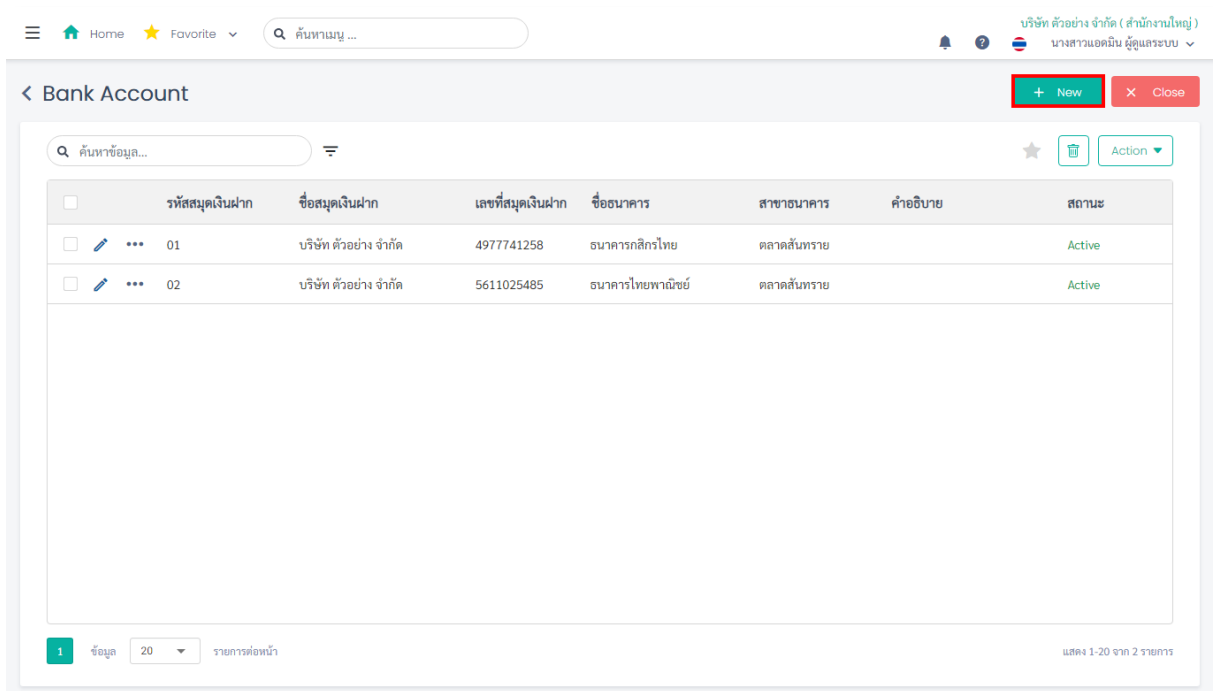 บริษัท ตัวอย่าง จำกัด ( สำนักงานใหญ่ )
Home Favorite ค้นหาเมนู ... ? นางสาวแอดมิน ผู้ดูแลระบบ
Bank Account + New × Close
ค้นหาข้อมูล... Action
รหัสสมุดเงินฝาก ชื่อสมุดเงินฝาก เลขที่สมุดเงินฝาก ชื่อธนาคาร สาขาธนาคาร คำอธิบาย สถานะ
01 บริษัท ตัวอย่าง จำกัด 4977741258 ธนาคารกสิกรไทย ตลาดสันทราย Active
02 บริษัท ตัวอย่าง จำกัด 5611025485 ธนาคารไทยพาณิชย์ ตลาดสันทราย Active
1 ข้อมูล 20 รายการต่อหน้า แสดง 1-20 จาก 2 รายการ